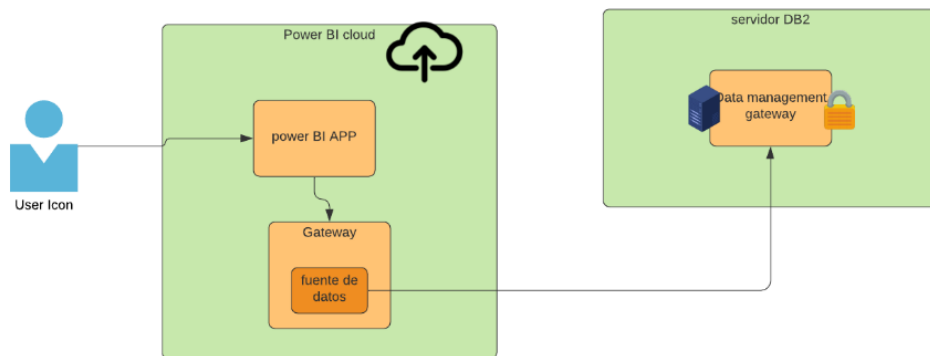 Power BI cloud
servidor DB2
power BI APP
Data management
gateway
User Icon
Gateway
fuente de
datos